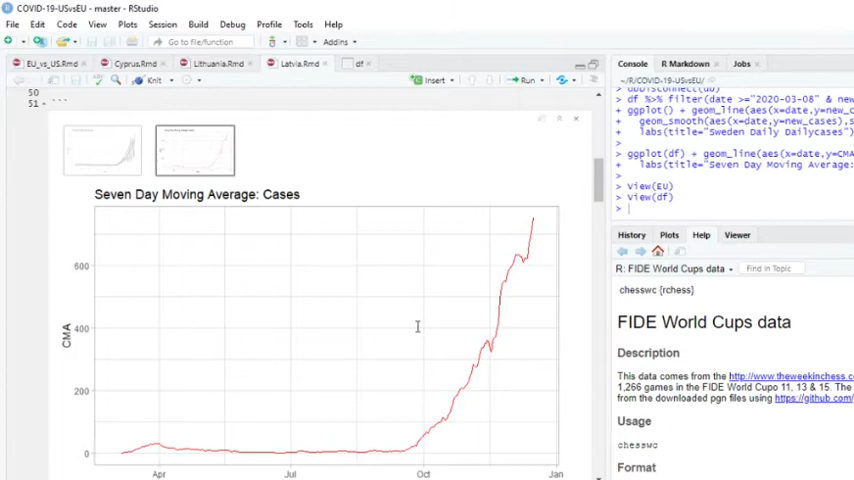 COVID-19-USvsEU - master - RStudio
File Edit Code View Plots Session Build Debug Profile Tools Help
Go to file/function Addins
EU_vs_US.Rmd Cyprus.Rmd Lithuania.Rmd Latvia.Rmd df
Knit Insert Run
50
51 ```
Seven Day Moving Average: Cases
CMA
600
400
200
0
Apr Jul Oct Jan
Console R Markdown Jobs
~/R/COVID-19-USvsEU/
> df %>% filter(date >="2020-03-08" & new
+ ggplot() + geom_line(aes(x=date,y=new_c
+ geom_smooth(aes(x=date,y=new_cases),s
+ labs(title="Sweden Daily Dailycases")
>
> ggplot(df) + geom_line(aes(x=date,y=CMA
+ labs(title="Seven Day Moving Average:
>
> View(EU)
> View(df)
>
History Plots Help Viewer
R: FIDE World Cups data Find in Topic
chesswc {rchess}
FIDE World Cups data
Description
This data comes from the http://www.theweekinchess.c
1,266 games in the FIDE World Cupo 11, 13 & 15. The
from the downloaded pgn files using https://github.com/
Usage
chesswc
Format